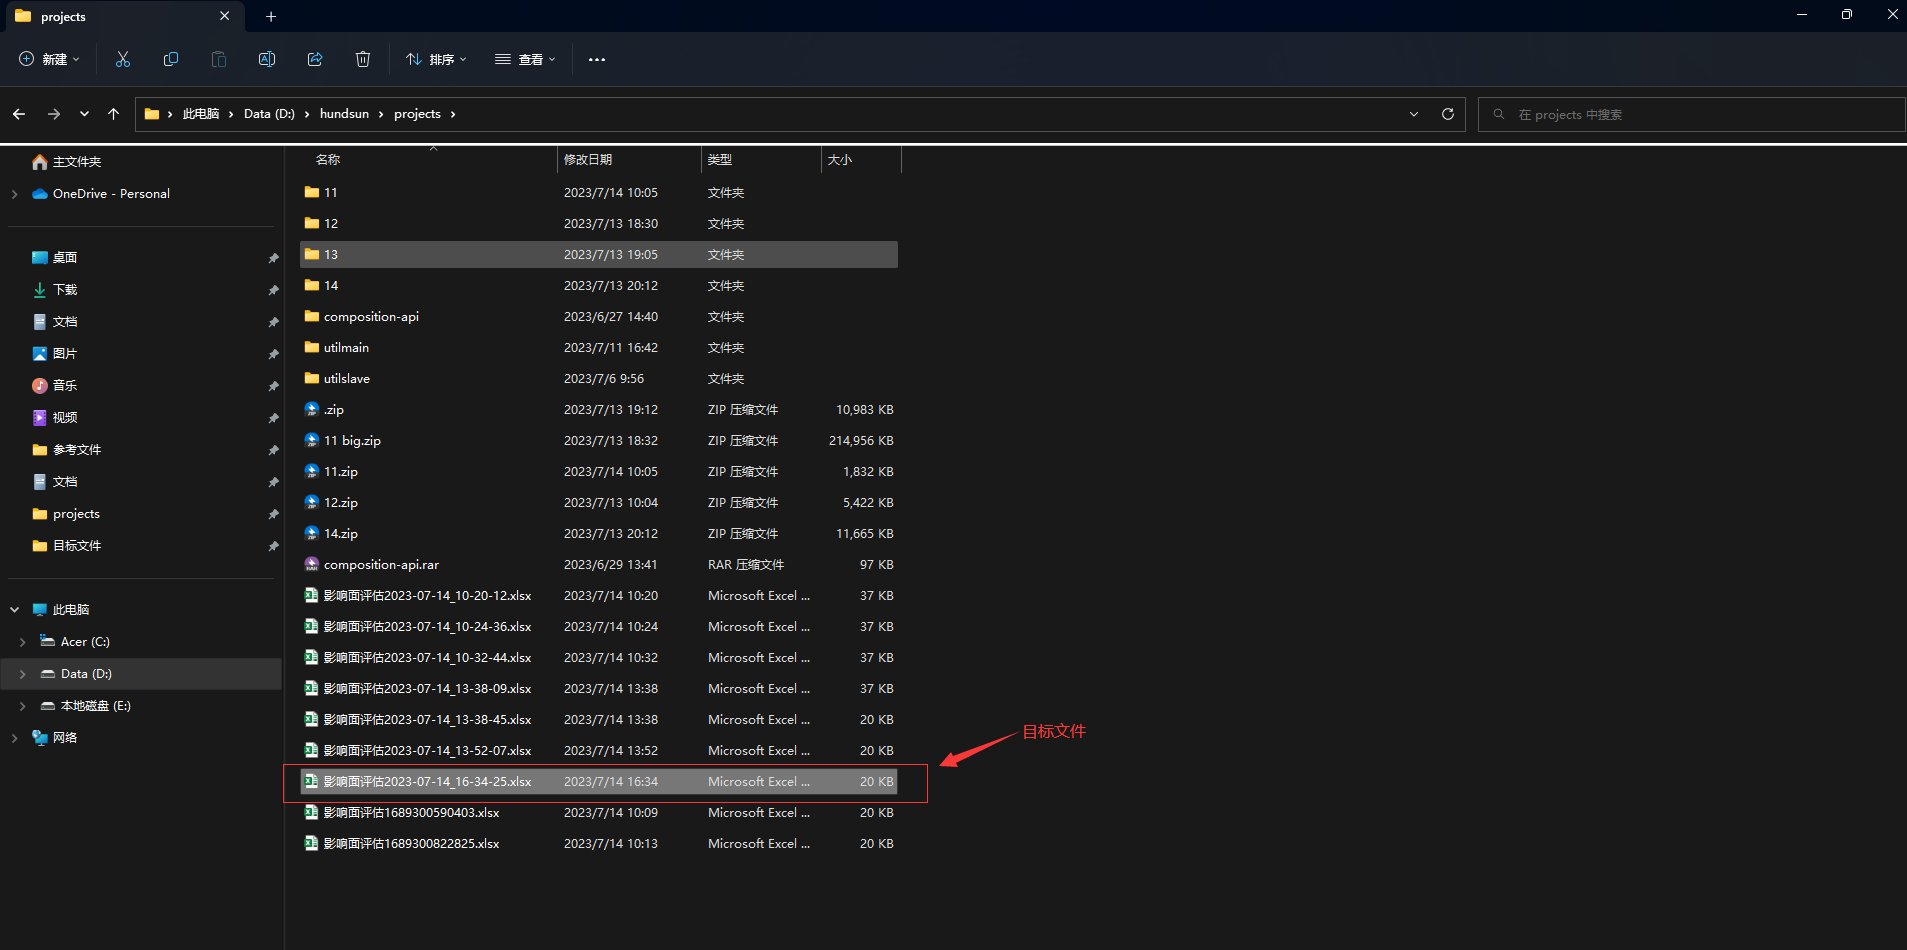 projects
新建
排序
查看
此电脑 Data (D:) hundsun projects
在 projects 中搜索
主文件夹
OneDrive - Personal
桌面
下载
文档
图片
音乐
视频
参考文件
文档
projects
目标文件
此电脑
Acer (C:)
Data (D:)
本地磁盘 (E:)
网络
名称 修改日期 类型 大小
11 2023/7/14 10:05 文件夹
12 2023/7/13 18:30 文件夹
13 2023/7/13 19:05 文件夹
14 2023/7/13 20:12 文件夹
composition-api 2023/6/27 14:40 文件夹
utilmain 2023/7/11 16:42 文件夹
utilslave 2023/7/6 9:56 文件夹
.zip 2023/7/13 19:12 ZIP 压缩文件 10,983 KB
11 big.zip 2023/7/13 18:32 ZIP 压缩文件 214,956 KB
11.zip 2023/7/14 10:05 ZIP 压缩文件 1,832 KB
12.zip 2023/7/13 10:04 ZIP 压缩文件 5,422 KB
14.zip 2023/7/13 20:12 ZIP 压缩文件 11,665 KB
composition-api.rar 2023/6/29 13:41 RAR 压缩文件 97 KB
影响面评估2023-07-14_10-20-12.xlsx 2023/7/14 10:20 Microsoft Excel ... 37 KB
影响面评估2023-07-14_10-24-36.xlsx 2023/7/14 10:24 Microsoft Excel ... 37 KB
影响面评估2023-07-14_10-32-44.xlsx 2023/7/14 10:32 Microsoft Excel ... 37 KB
影响面评估2023-07-14_13-38-09.xlsx 2023/7/14 13:38 Microsoft Excel ... 37 KB
影响面评估2023-07-14_13-38-45.xlsx 2023/7/14 13:38 Microsoft Excel ... 20 KB
影响面评估2023-07-14_13-52-07.xlsx 2023/7/14 13:52 Microsoft Excel ... 20 KB
影响面评估2023-07-14_16-34-25.xlsx 2023/7/14 16:34 Microsoft Excel ... 20 KB
影响面评估1689300590403.xlsx 2023/7/14 10:09 Microsoft Excel ... 20 KB
影响面评估1689300822825.xlsx 2023/7/14 10:13 Microsoft Excel ... 20 KB
目标文件